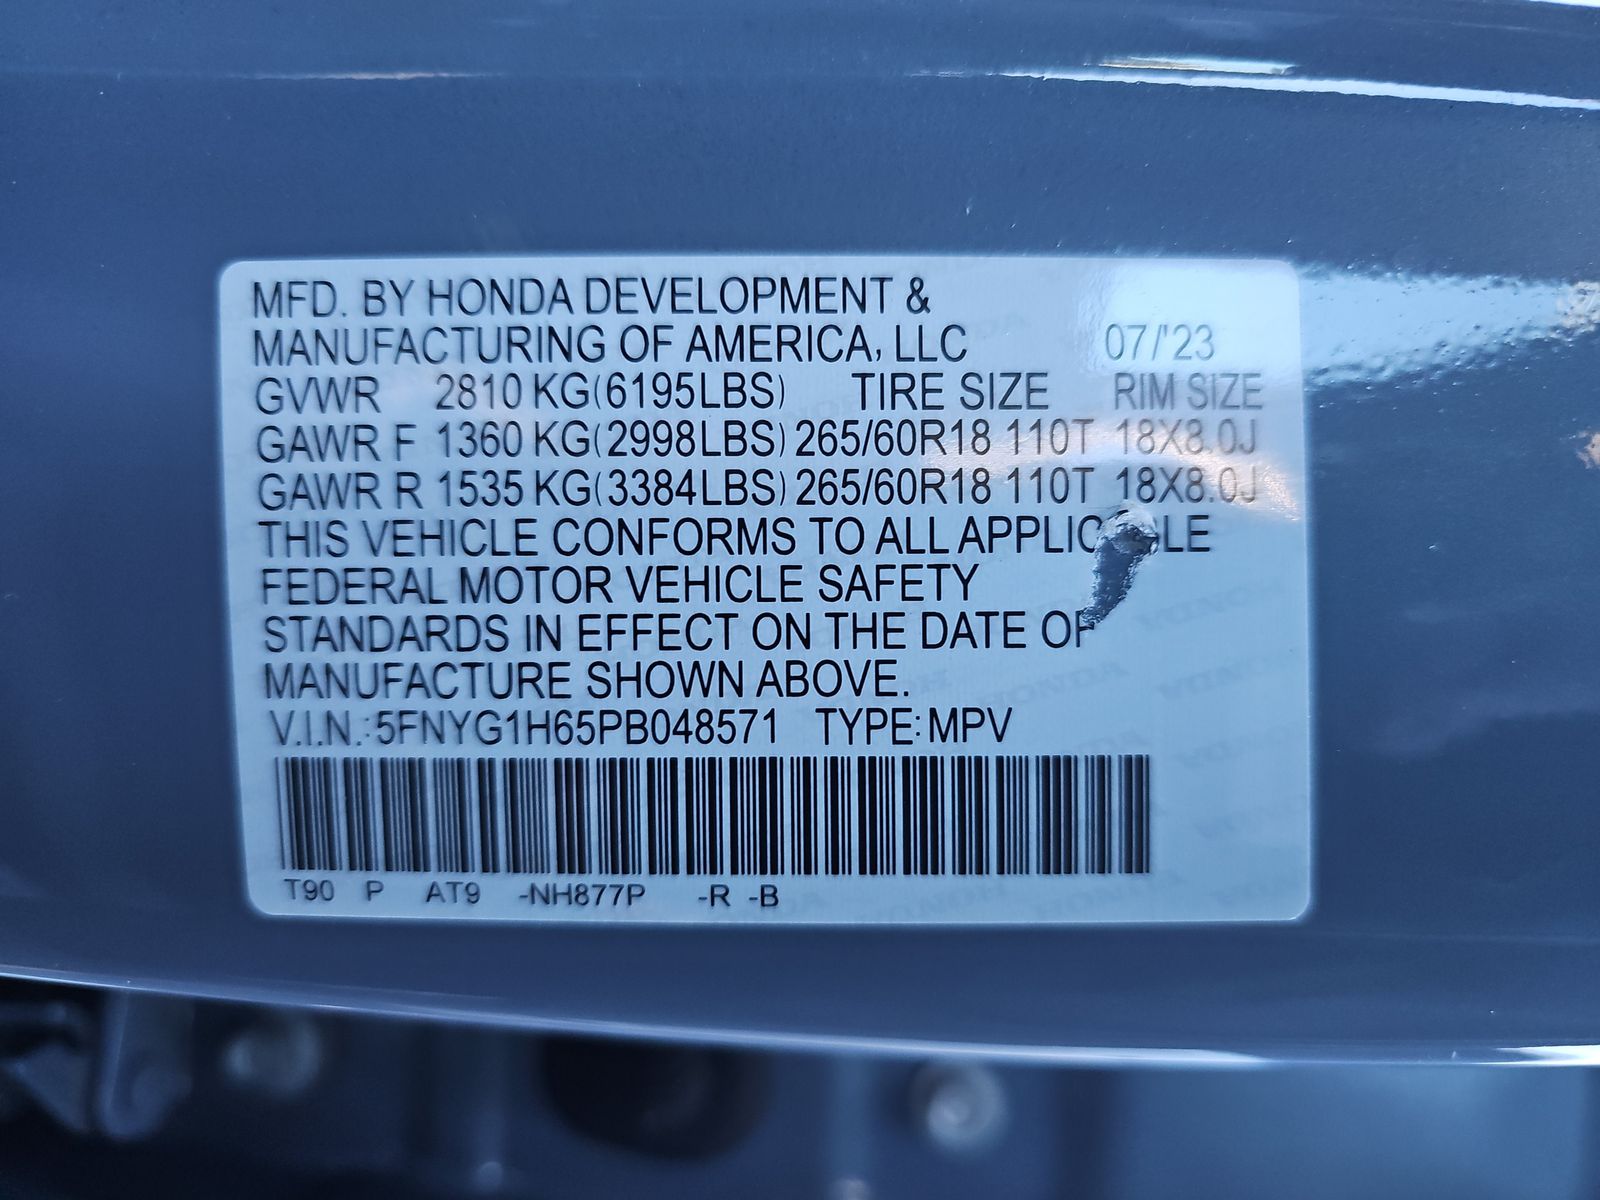 MFD. BY HONDA DEVELOPMENT &
MANUFACTURING OF AMERICA, LLC 07/'23
GVWR 2810 KG(6195LBS) TIRE SIZE RIM SIZE
GAWR F 1360 KG(2998LBS) 265/60R18 110T 18X8.0J
GAWR R 1535 KG(3384LBS) 265/60R18 110T 18X8.0J
THIS VEHICLE CONFORMS TO ALL APPLICABLE
FEDERAL MOTOR VEHICLE SAFETY
STANDARDS IN EFFECT ON THE DATE OF
MANUFACTURE SHOWN ABOVE.
V.I.N.: 5FNYG1H65PB048571 TYPE: MPV
T90 P AT9 -NH877P -R -B